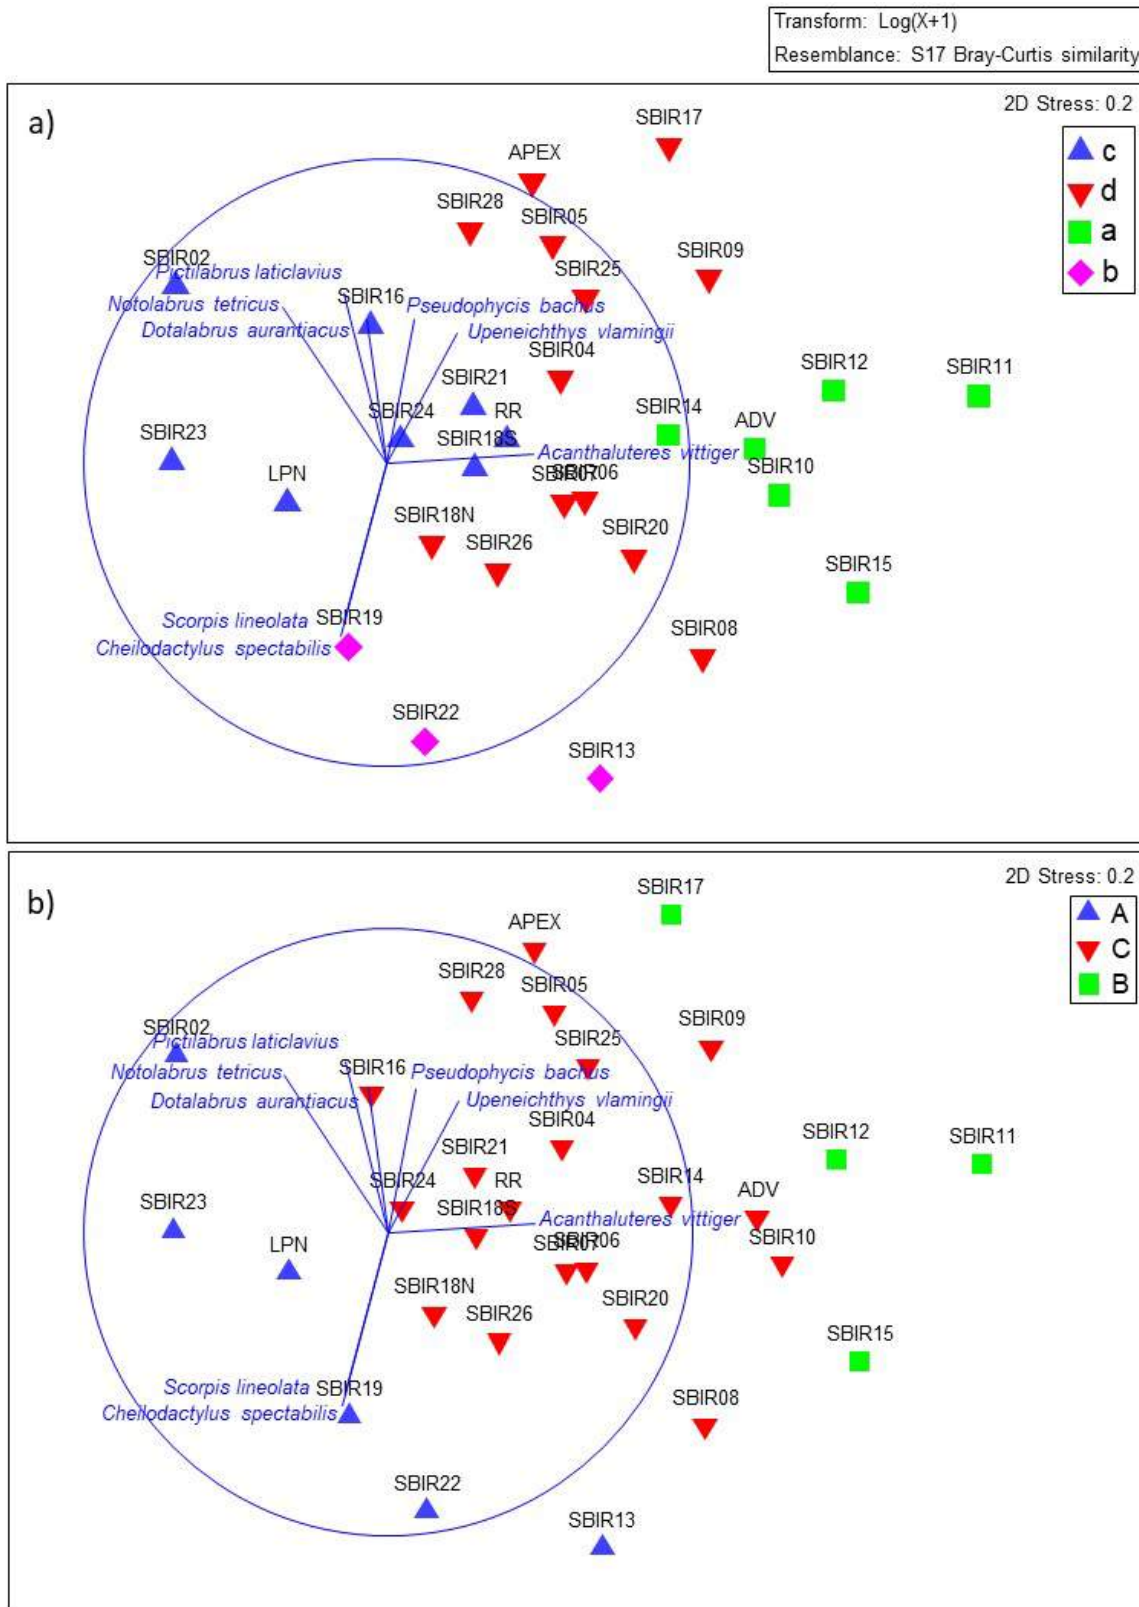 Transform: Log(X+1)
Resemblance: S17 Bray-Curtis similarity
a)
2D Stress: 0.2
c
d
a
b
SBIR17
APEX
SBIR28
SBIR05
SBIR09
SBIR02
Pictilabrus laticlavius
SBIR25
SBIR16
Notolabrus tetricus
Pseudophycis bachus
Dotalabrus aurantiacus
Upeneichthys vlamingii
SBIR04
SBIR12
SBIR11
SBIR21
SBIR24
RR
SBIR14
ADV
SBIR23
SBIR18S
Acanthaluteres vittiger
LPN
SBIR07
SBIR06
SBIR10
SBIR18N
SBIR26
SBIR20
SBIR15
Scorpis lineolata
SBIR19
Cheilodactylus spectabilis
SBIR08
SBIR22
SBIR13
b)
2D Stress: 0.2
A
C
B
SBIR17
APEX
SBIR28
SBIR05
SBIR09
SBIR02
Pictilabrus laticlavius
SBIR25
SBIR16
Notolabrus tetricus
Pseudophycis bachus
Dotalabrus aurantiacus
Upeneichthys vlamingii
SBIR04
SBIR12
SBIR11
SBIR21
SBIR24
RR
SBIR14
ADV
SBIR23
SBIR18S
Acanthaluteres vittiger
LPN
SBIR07
SBIR06
SBIR10
SBIR18N
SBIR26
SBIR20
SBIR15
Scorpis lineolata
SBIR19
Cheilodactylus spectabilis
SBIR08
SBIR22
SBIR13